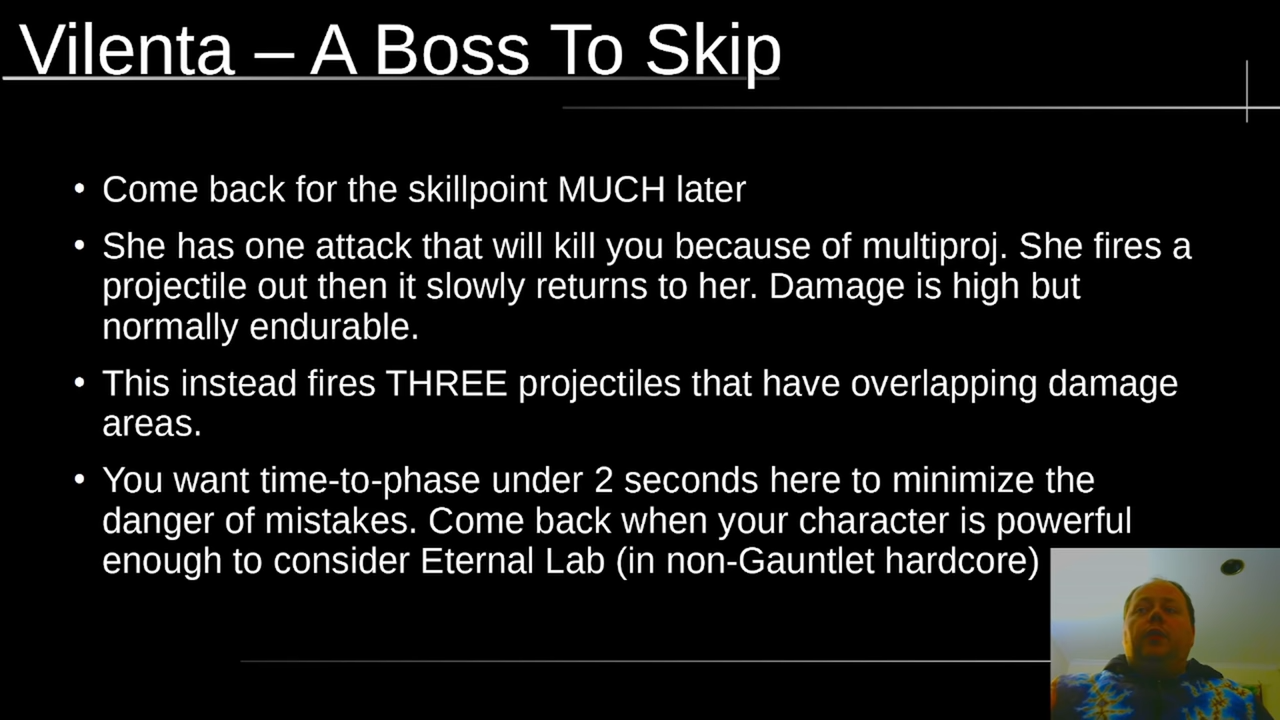 Vilenta – A Boss To Skip
• Come back for the skillpoint MUCH later
• She has one attack that will kill you because of multiproj. She fires a
projectile out then it slowly returns to her. Damage is high but
normally endurable.
• This instead fires THREE projectiles that have overlapping damage
areas.
• You want time-to-phase under 2 seconds here to minimize the
danger of mistakes. Come back when your character is powerful
enough to consider Eternal Lab (in non-Gauntlet hardcore)